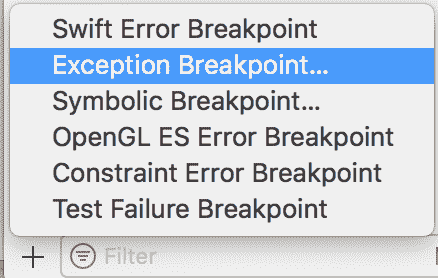 Swift Error Breakpoint
Exception Breakpoint...
Symbolic Breakpoint...
OpenGL ES Error Breakpoint
Constraint Error Breakpoint
Test Failure Breakpoint
+ Filter